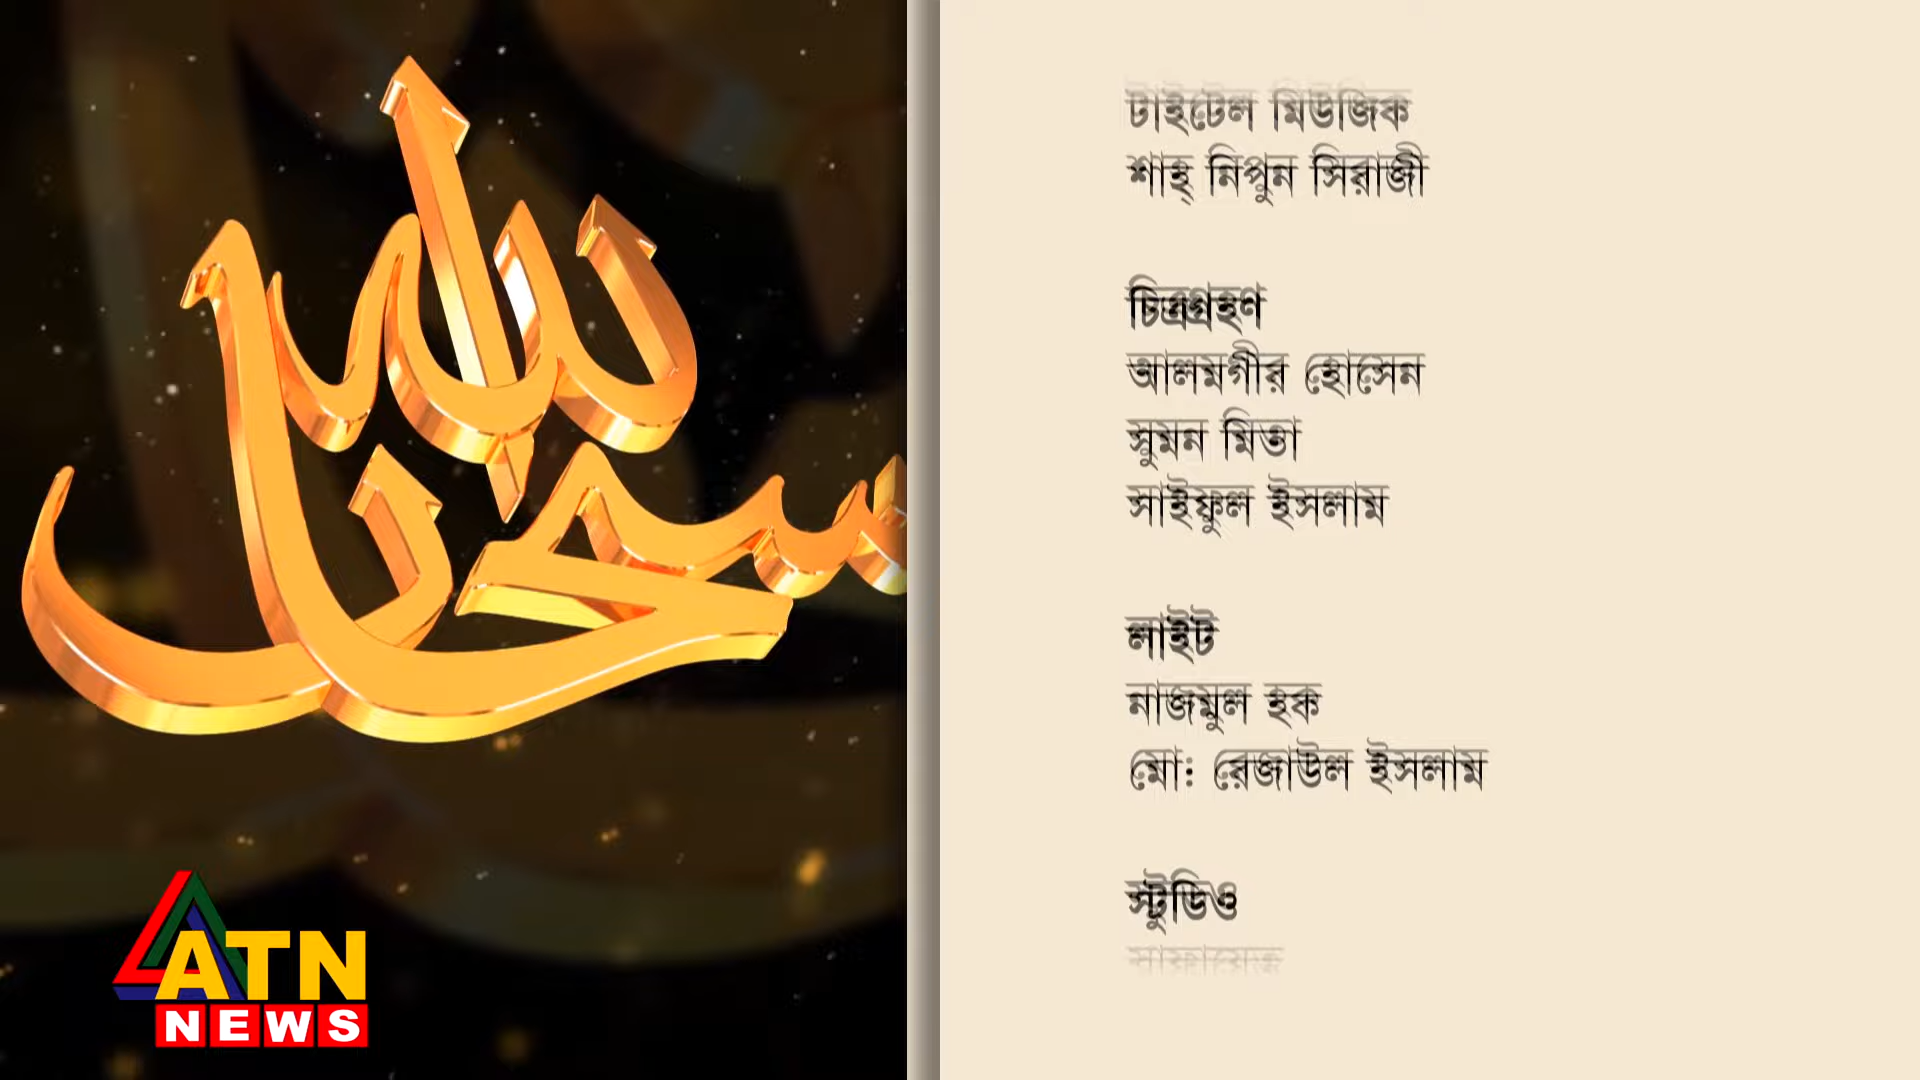 سبحان الله
ATN
NEWS
টাইটেল মিউজিক
শাহ্ নিপুন সিরাজী
চিত্রগ্রহণ
আলমগীর হোসেন
সুমন মিতা
সাইফুল ইসলাম
লাইট
নাজমুল হক
মো: রেজাউল ইসলাম
স্টুডিও